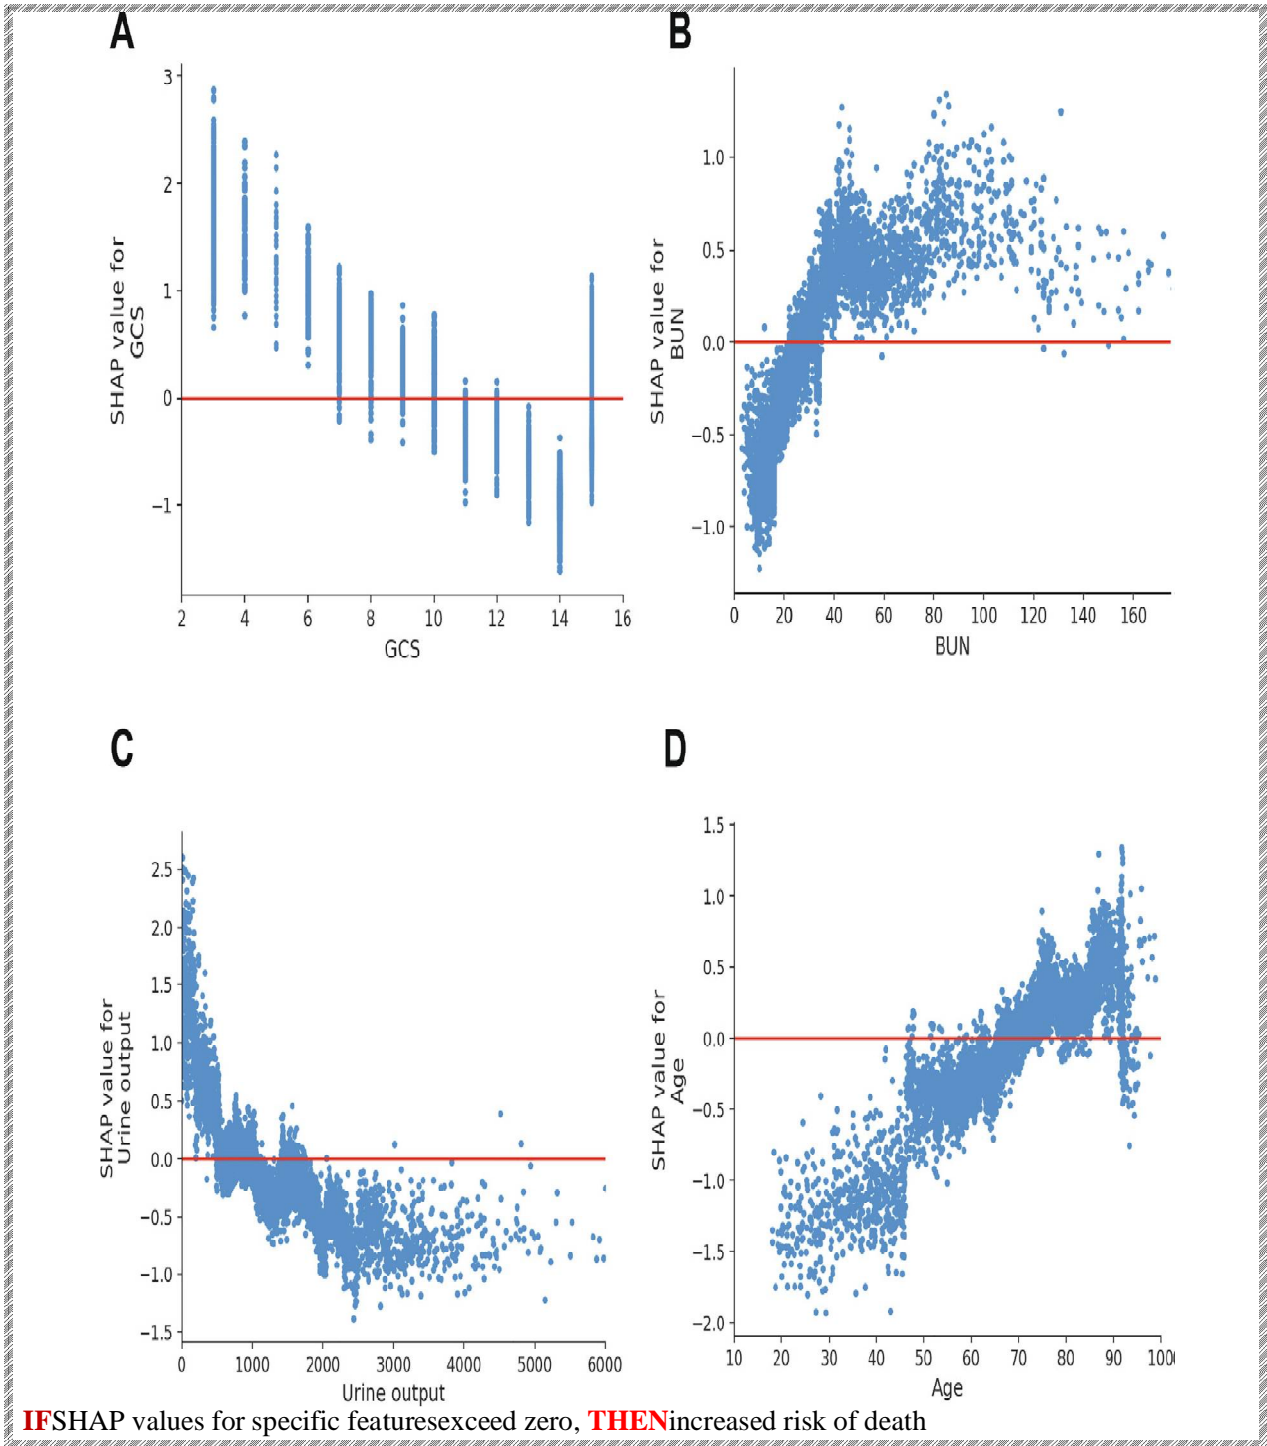 A
3
2
1
0
−1
SHAP value for
GCS
2 4 6 8 10 12 14 16
GCS
B
1.0
0.5
0.0
−0.5
−1.0
SHAP value for
BUN
0 20 40 60 80 100 120 140 160
BUN
C
2.5
2.0
1.5
1.0
0.5
0.0
−0.5
−1.0
−1.5
SHAP value for
Urine output
0 1000 2000 3000 4000 5000 6000
Urine output
D
1.5
1.0
0.5
0.0
−0.5
−1.0
−1.5
−2.0
SHAP value for
Age
10 20 30 40 50 60 70 80 90 100
Age
IFSHAP values for specific featuresexceed zero, THENincreased risk of death